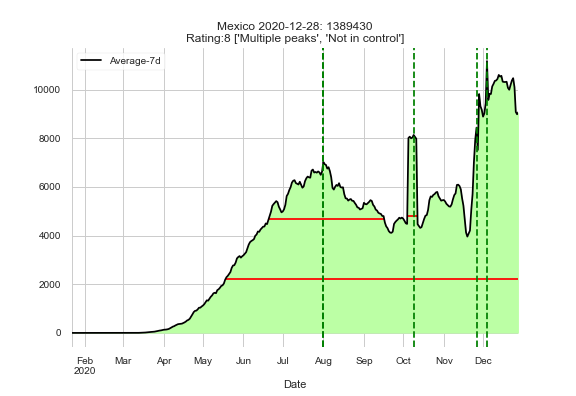 Mexico 2020-12-28: 1389430
Rating:8 ['Multiple peaks', 'Not in control']
Average-7d
10000
8000
6000
4000
2000
0
Feb Mar Apr May Jun Jul Aug Sep Oct Nov Dec
2020
Date